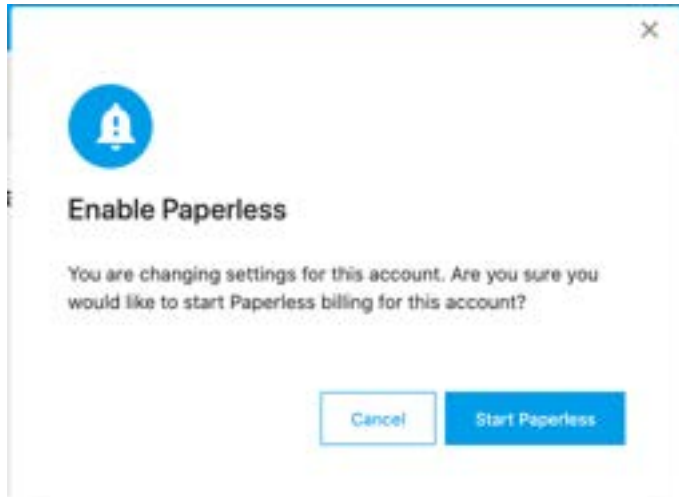 Enable Paperless
You are changing settings for this account. Are you sure you
would like to start Paperless billing for this account?
Cancel
Start Paperless